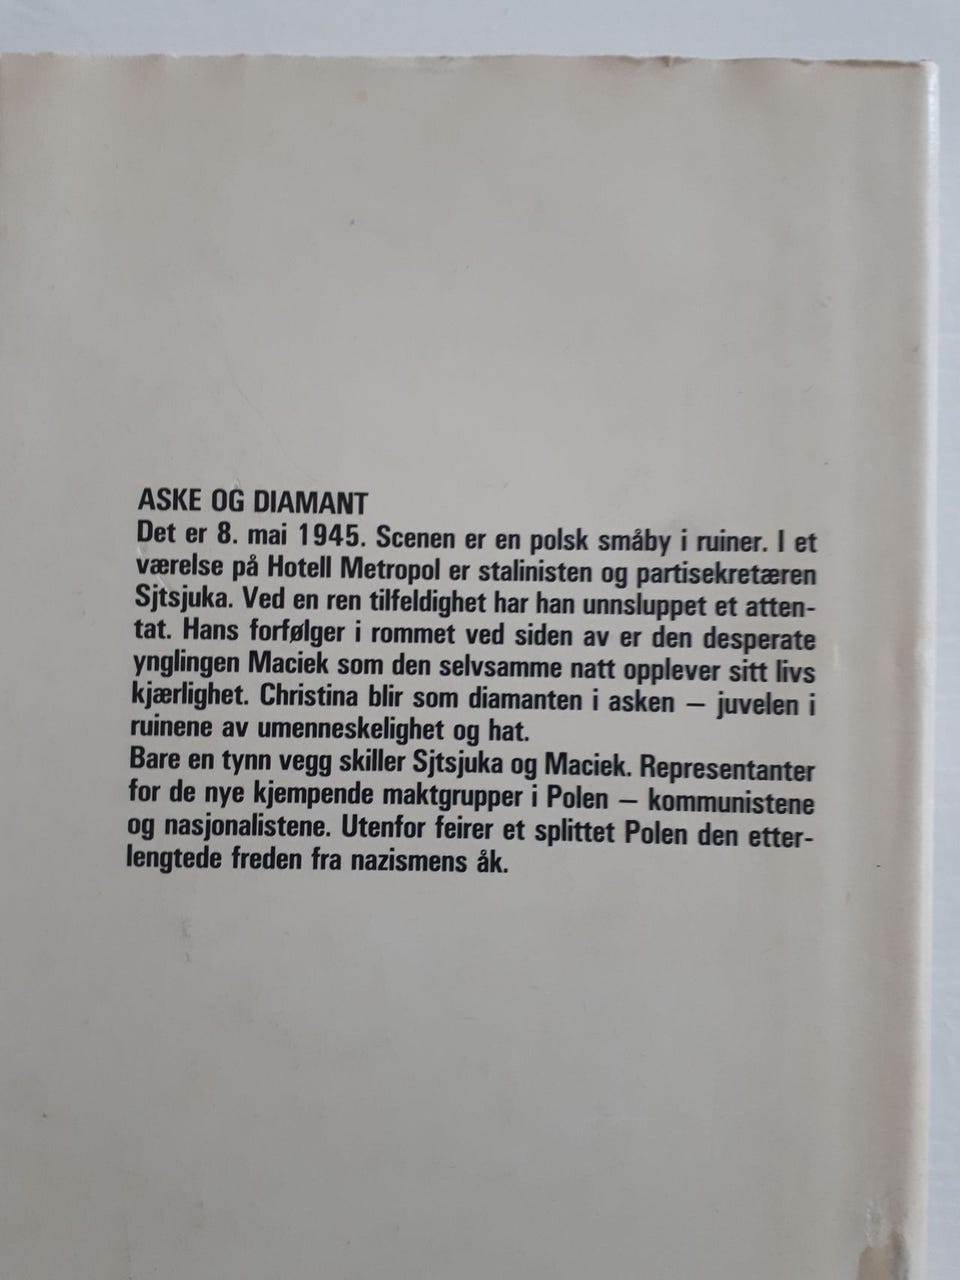 ASKE OG DIAMANT
Det er 8. mai 1945. Scenen er en polsk småby i ruiner. I et
værelse på Hotell Metropol er stalinisten og partisekretæren
Sjtsjuka. Ved en ren tilfeldighet har han unnsluppet et atten-
tat. Hans forfølger i rommet ved siden av er den desperate
ynglingen Maciek som den selvsamme natt opplever sitt livs
kjærlighet. Christina blir som diamanten i asken – juvelen i
ruinene av umenneskelighet og hat.
Bare en tynn vegg skiller Sjtsjuka og Maciek. Representanter
for de nye kjempende maktgrupper i Polen – kommunistene
og nasjonalistene. Utenfor feirer et splittet Polen den etter-
lengtede freden fra nazismens åk.